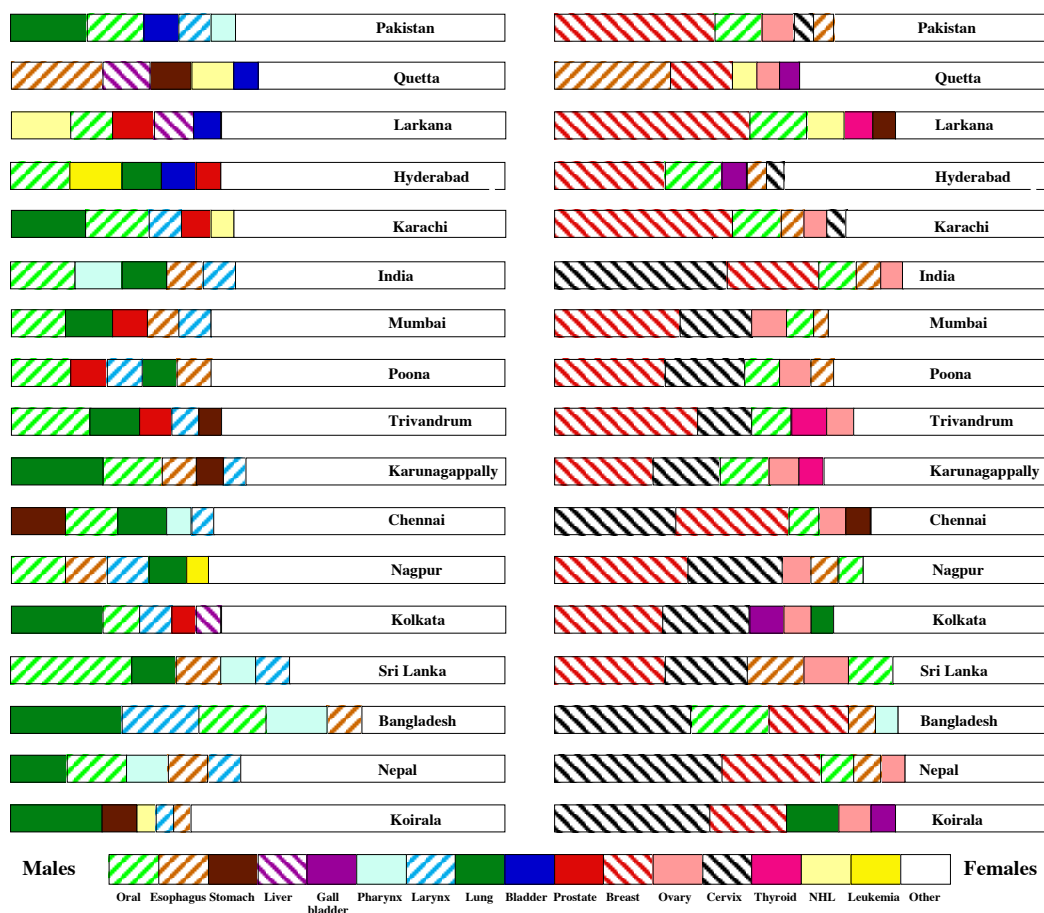 Pakistan Pakistan
Quetta Quetta
Larkana Larkana
Hyderabad Hyderabad
Karachi Karachi
India India
Mumbai Mumbai
Poona Poona
Trivandrum Trivandrum
Karunagappally Karunagappally
Chennai Chennai
Nagpur Nagpur
Kolkata Kolkata
Sri Lanka Sri Lanka
Bangladesh Bangladesh
Nepal Nepal
Koirala Koirala
Males Females
Oral Esophagus Stomach Liver Gall bladder Pharynx Larynx Lung Bladder Prostate Breast Ovary Cervix Thyroid NHL Leukemia Other